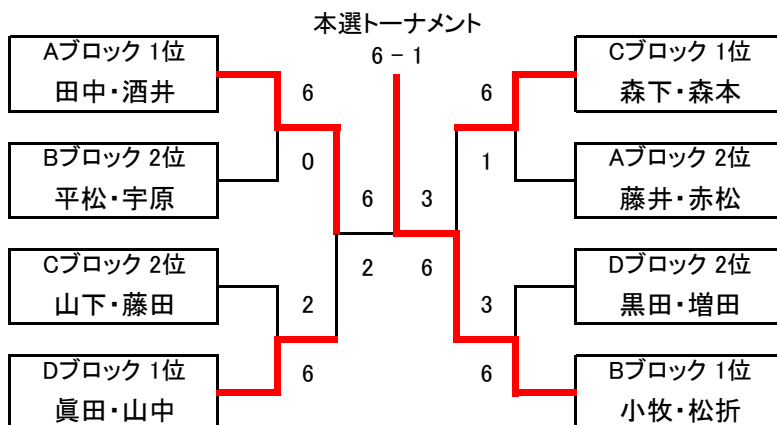 本選トーナメント
6 − 1
Aブロック 1位
田中・酒井
6
0
Bブロック 2位
平松・宇原
6
2
Cブロック 2位
山下・藤田
2
6
Dブロック 1位
眞田・山中
Cブロック 1位
森下・森本
6
1
Aブロック 2位
藤井・赤松
3
6
Dブロック 2位
黒田・増田
3
6
Bブロック 1位
小牧・松折